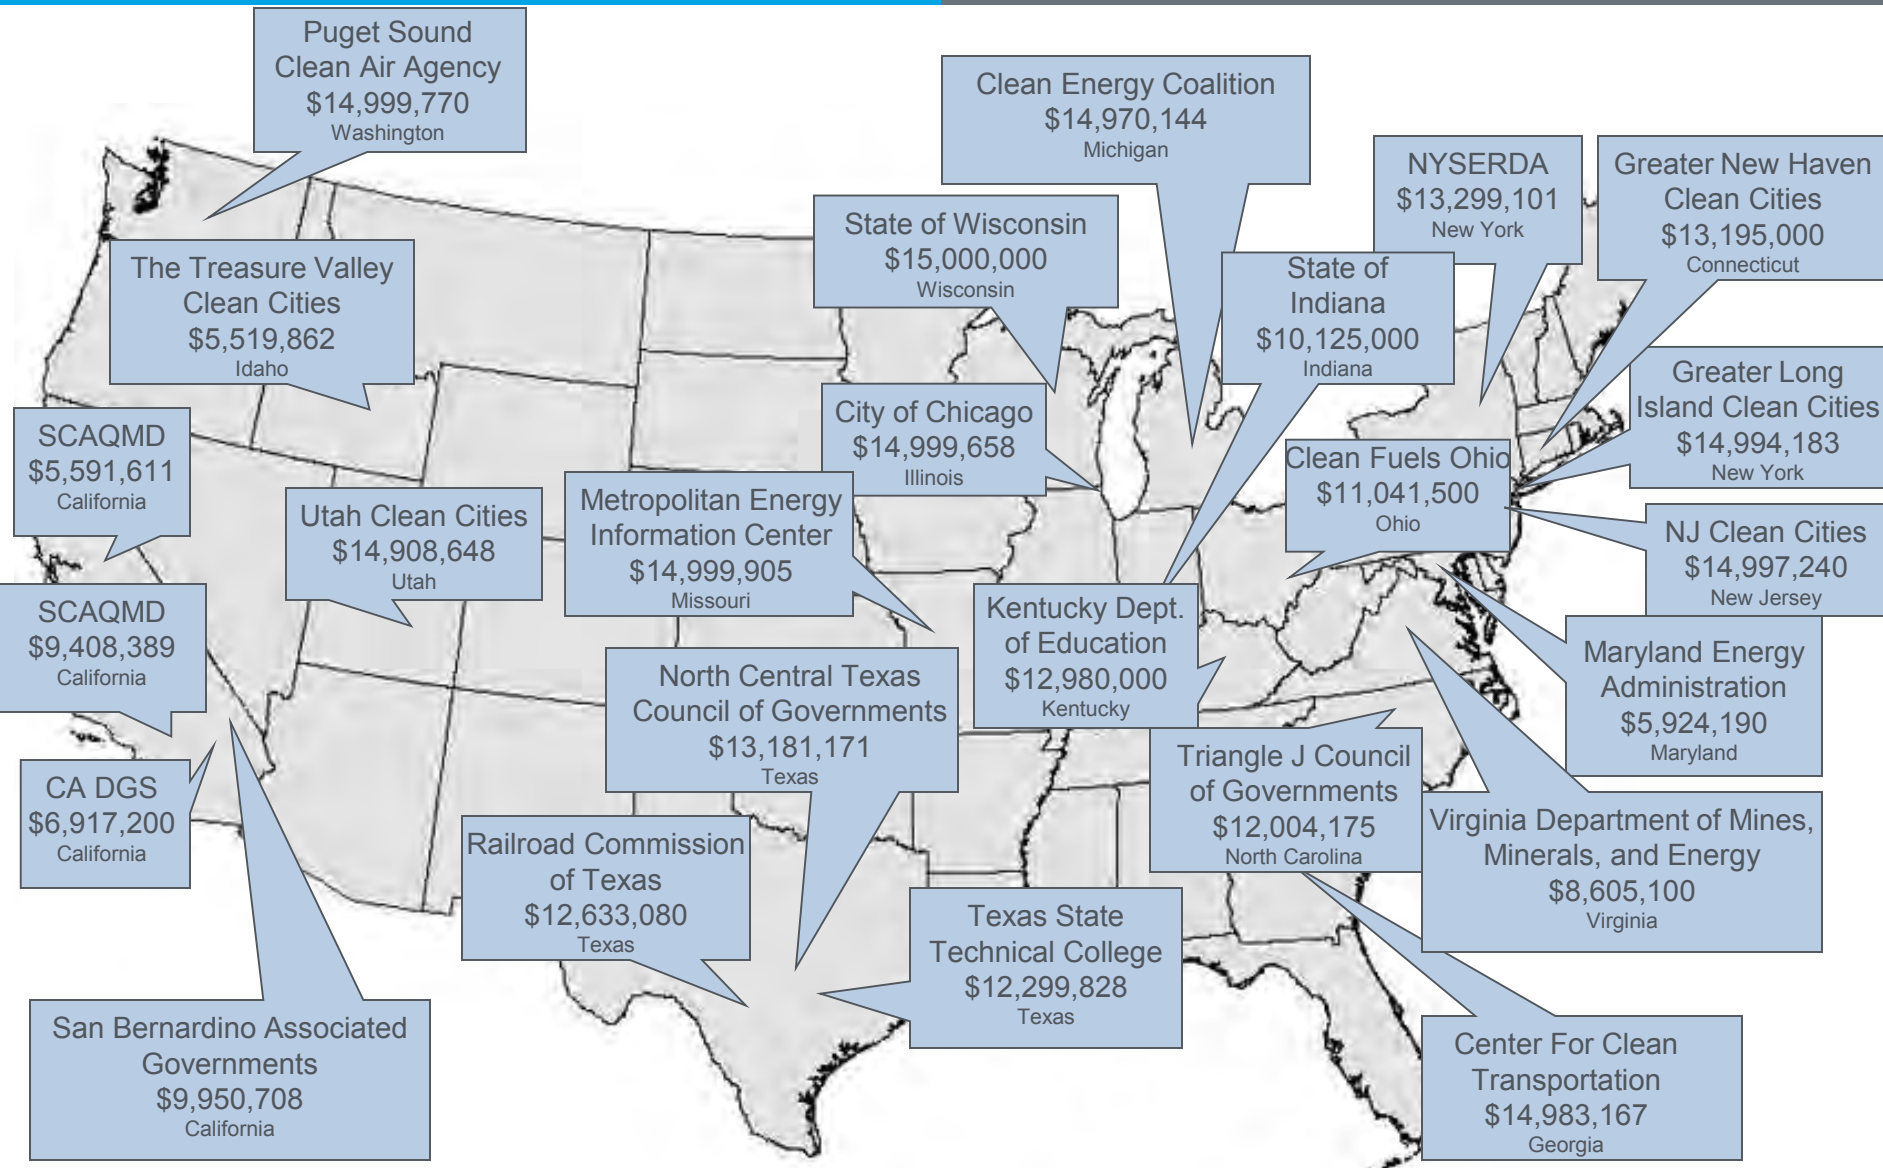 Puget Sound
Clean Air Agency
$14,999,770
Washington
Clean Energy Coalition
$14,970,144
Michigan
NYSERDA
$13,299,101
New York
Greater New Haven
Clean Cities
$13,195,000
Connecticut
State of Wisconsin
$15,000,000
Wisconsin
The Treasure Valley
Clean Cities
$5,519,862
Idaho
State of
Indiana
$10,125,000
Indiana
Greater Long
Island Clean Cities
$14,994,183
New York
SCAQMD
$5,591,611
California
City of Chicago
$14,999,658
Illinois
Clean Fuels Ohio
$11,041,500
Ohio
Utah Clean Cities
$14,908,648
Utah
Metropolitan Energy
Information Center
$14,999,905
Missouri
NJ Clean Cities
$14,997,240
New Jersey
SCAQMD
$9,408,389
California
Kentucky Dept.
of Education
$12,980,000
Kentucky
Maryland Energy
Administration
$5,924,190
Maryland
North Central Texas
Council of Governments
$13,181,171
Texas
CA DGS
$6,917,200
California
Triangle J Council
of Governments
$12,004,175
North Carolina
Virginia Department of Mines,
Minerals, and Energy
$8,605,100
Virginia
Railroad Commission
of Texas
$12,633,080
Texas
Texas State
Technical College
$12,299,828
Texas
San Bernardino Associated
Governments
$9,950,708
California
Center For Clean
Transportation
$14,983,167
Georgia